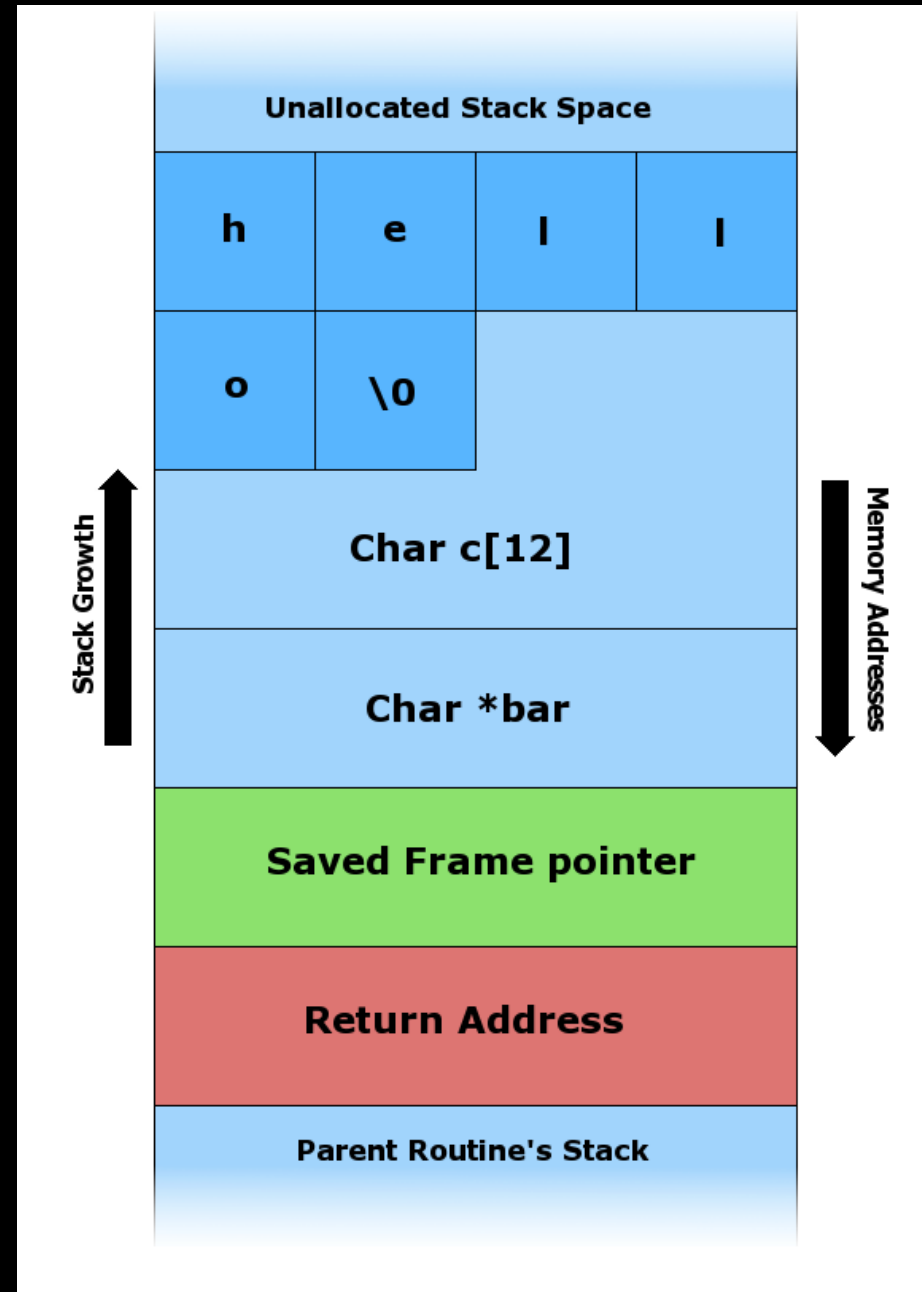 Unallocated Stack Space
h e l l
o \0
Char c[12]
Stack Growth
Memory Addresses
Char *bar
Saved Frame pointer
Return Address
Parent Routine's Stack